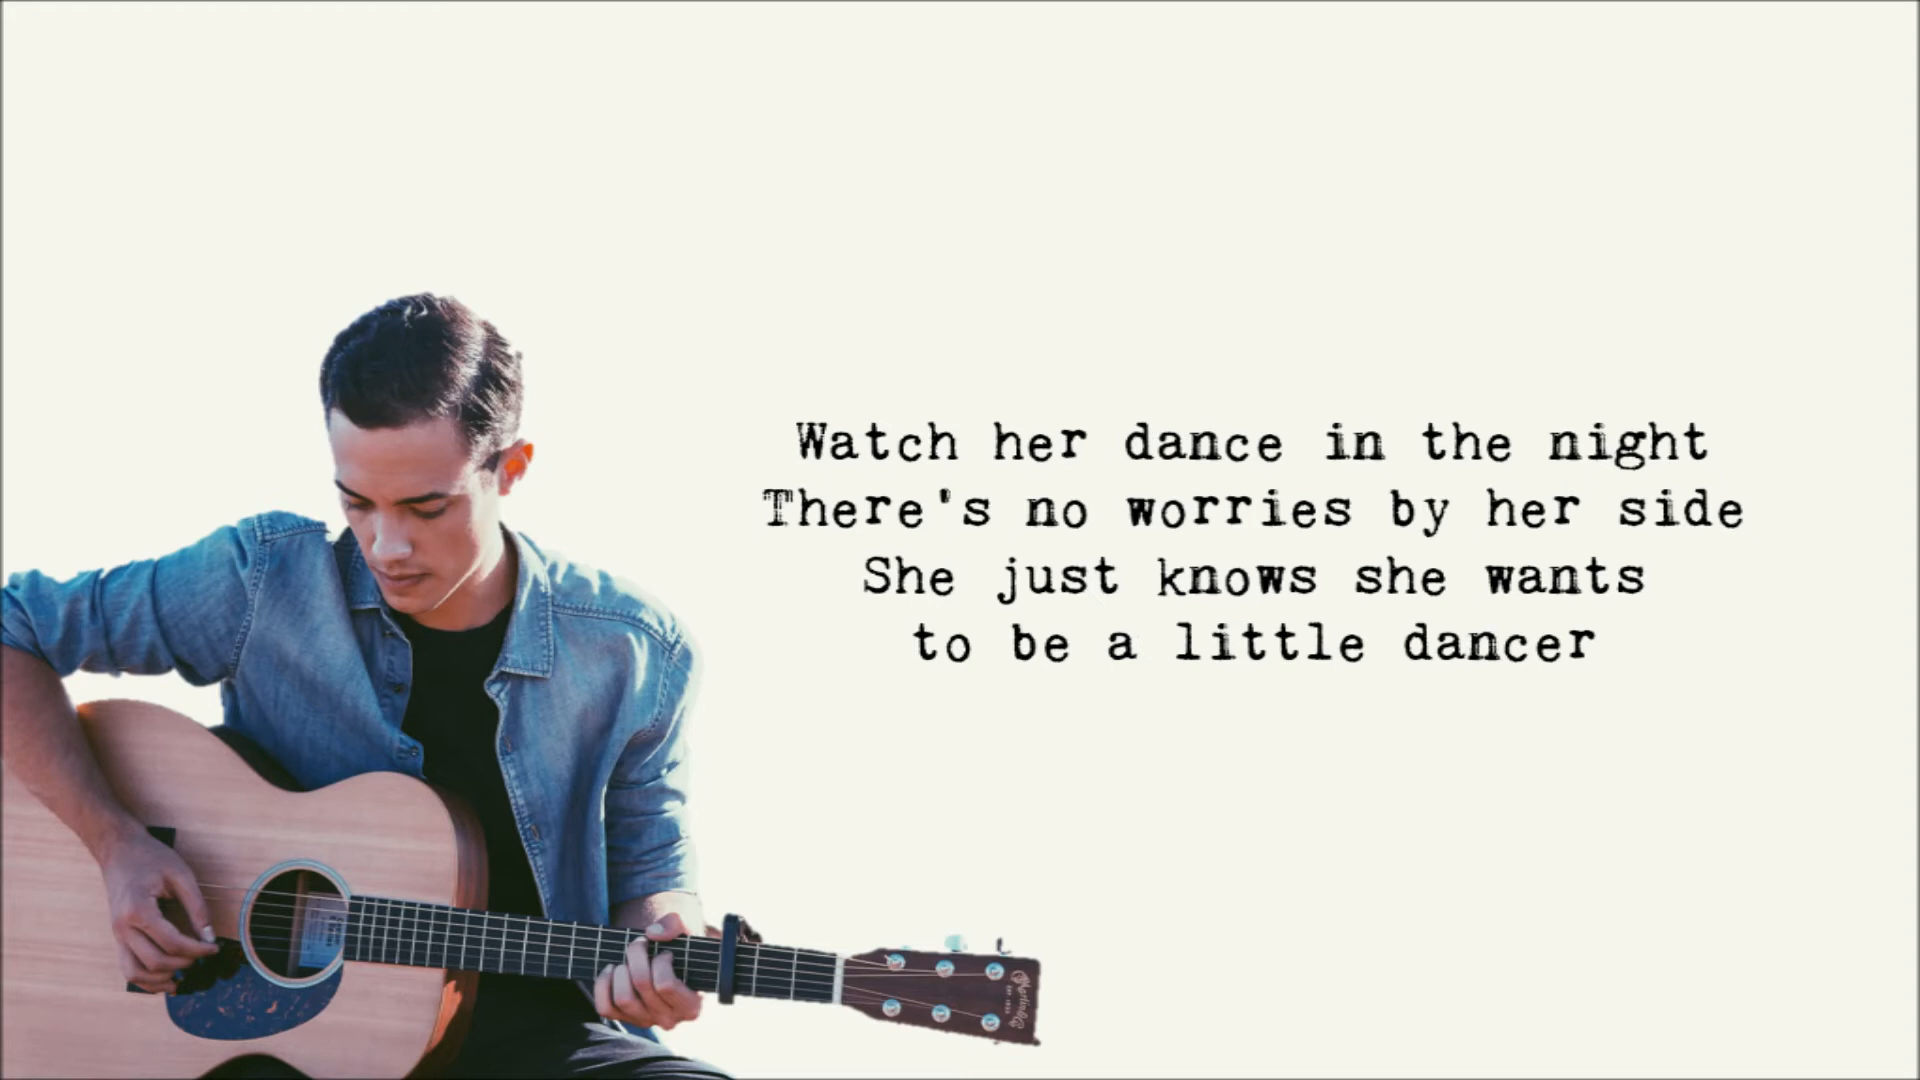 Watch her dance in the night
There's no worries by her side
She just knows she wants
to be a little dancer